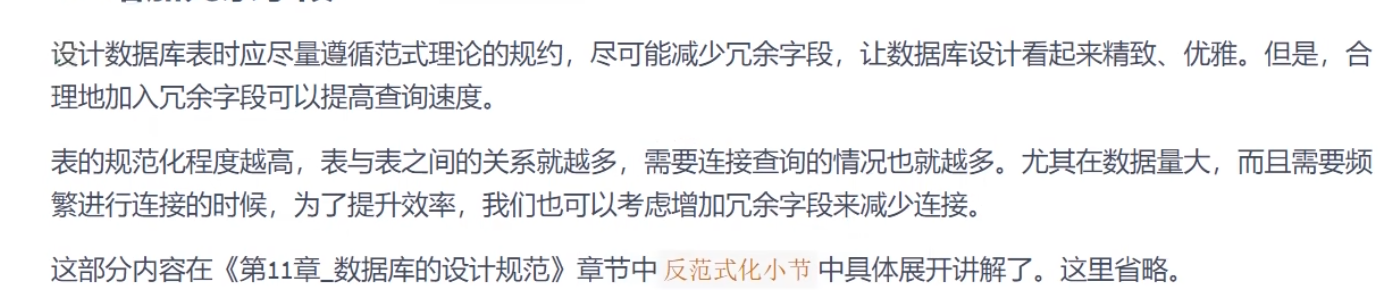 设计数据库表时应尽量遵循范式理论的规约，尽可能减少冗余字段，让数据库设计看起来精致、优雅。但是，合
理地加入冗余字段可以提高查询速度。
表的规范化程度越高，表与表之间的关系就越多，需要连接查询的情况也就越多。尤其在数据量大，而且需要频
繁进行连接的时候，为了提升效率，我们也可以考虑增加冗余字段来减少连接。
这部分内容在《第11章_数据库的设计规范》章节中 反范式化小节 中具体展开讲解了。这里省略。